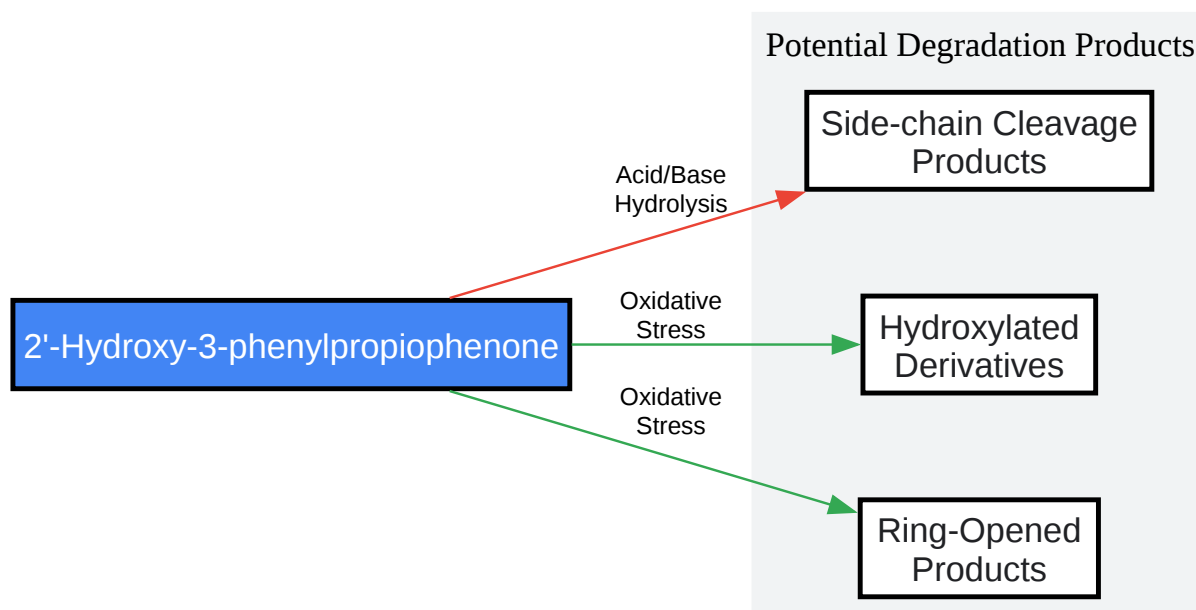 Potential Degradation Products
Side-chain Cleavage
Products
Acid/Base
Hydrolysis
2'-Hydroxy-3-phenylpropiophenone
Oxidative
Stress
Hydroxylated
Derivatives
Oxidative
Stress
Ring-Opened
Products